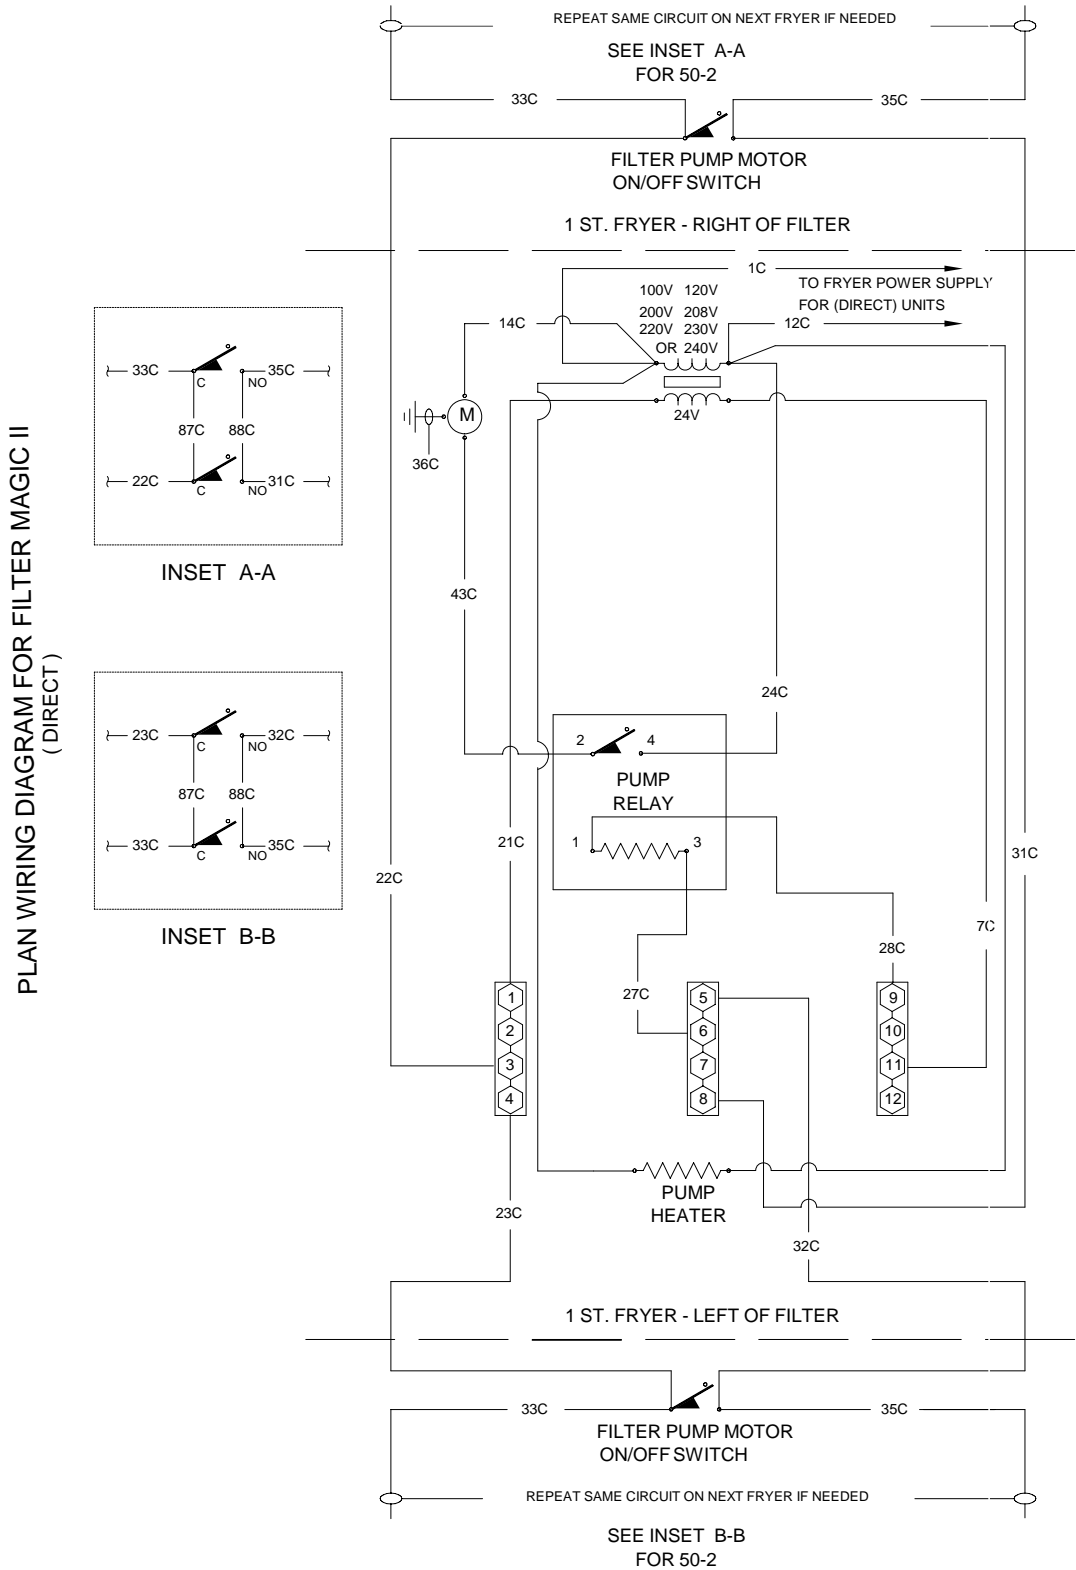 REPEAT SAME CIRCUIT ON NEXT FRYER IF NEEDED
SEE INSET A-A
FOR 50-2
33C
35C
FILTER PUMP MOTOR
ON/OFF SWITCH
1 ST. FRYER - RIGHT OF FILTER
1C
TO FRYER POWER SUPPLY
FOR (DIRECT) UNITS
100V 120V
200V 208V
220V 230V
OR 240V
14C
12C
24V
M
36C
43C
24C
2
4
PUMP
RELAY
1
3
21C
22C
31C
7C
28C
27C
1
2
3
4
5
6
7
8
9
10
11
12
PUMP
HEATER
23C
32C
1 ST. FRYER - LEFT OF FILTER
33C
35C
FILTER PUMP MOTOR
ON/OFF SWITCH
REPEAT SAME CIRCUIT ON NEXT FRYER IF NEEDED
SEE INSET B-B
FOR 50-2
33C
C
NO
35C
87C
88C
22C
C
NO
31C
INSET A-A
23C
C
NO
32C
87C
88C
33C
C
NO
35C
INSET B-B
PLAN WIRING DIAGRAM FOR FILTER MAGIC II
( DIRECT )